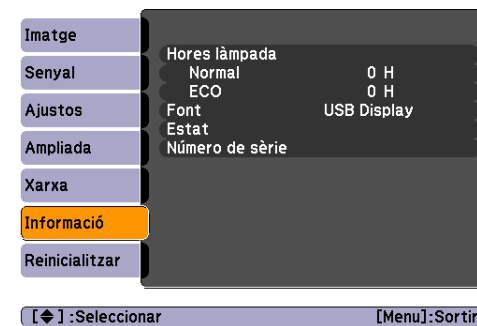 Imatge
Senyal
Ajustos
Ampliada
Xarxa
Informació
Reinicialitzar
Hores làmpada
Normal 0 H
ECO 0 H
Font USB Display
Estat
Número de sèrie
[◆] :Seleccionar [Menu]:Sortir